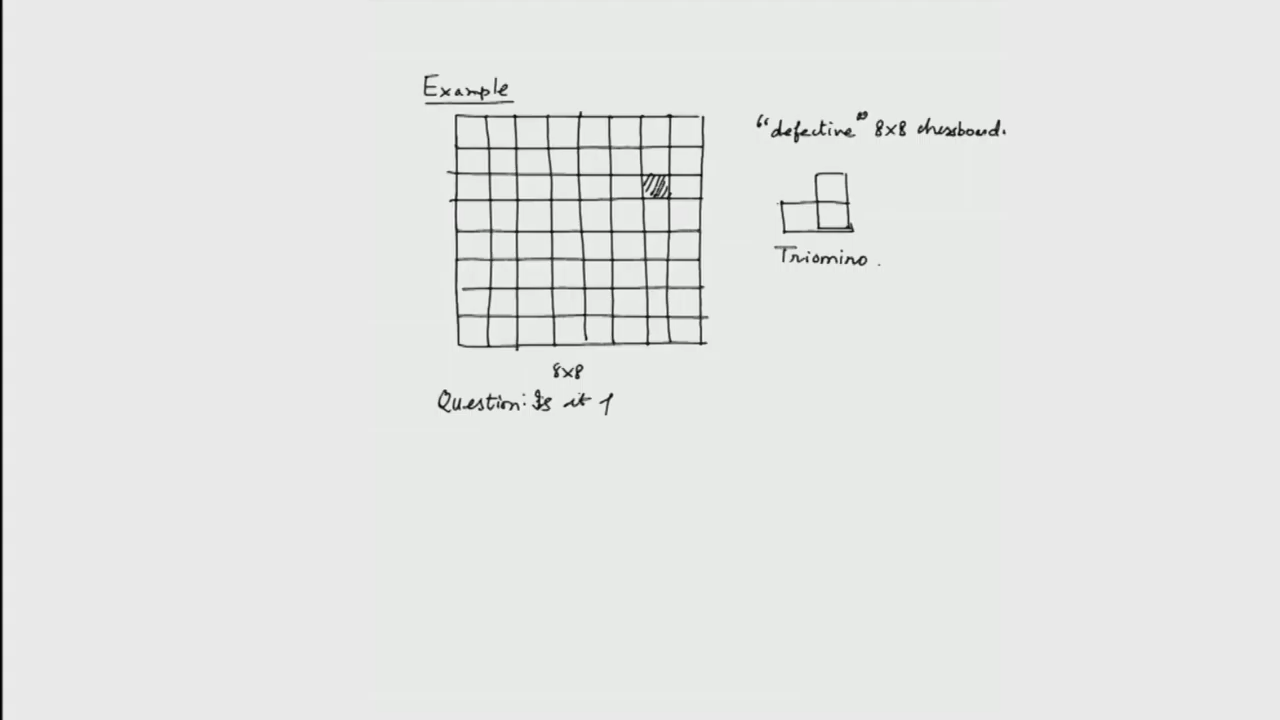 Example
"defective" 8x8 chessboard.
Triomino.
8x8
Question: Is it